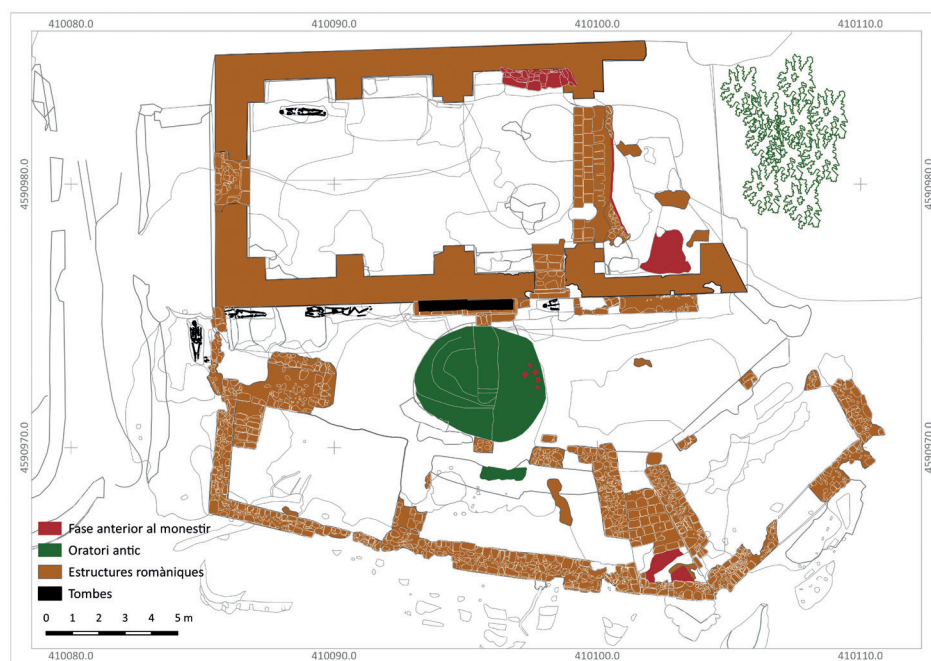 410080.0 410090.0 410100.0 410110.0
4590980.0 4590980.0
4590970.0 4590970.0
Fase anterior al monestir
Oratori antic
Estructures romàniques
Tombes
0 1 2 3 4 5 m
410080.0 410090.0 410100.0 410110.0